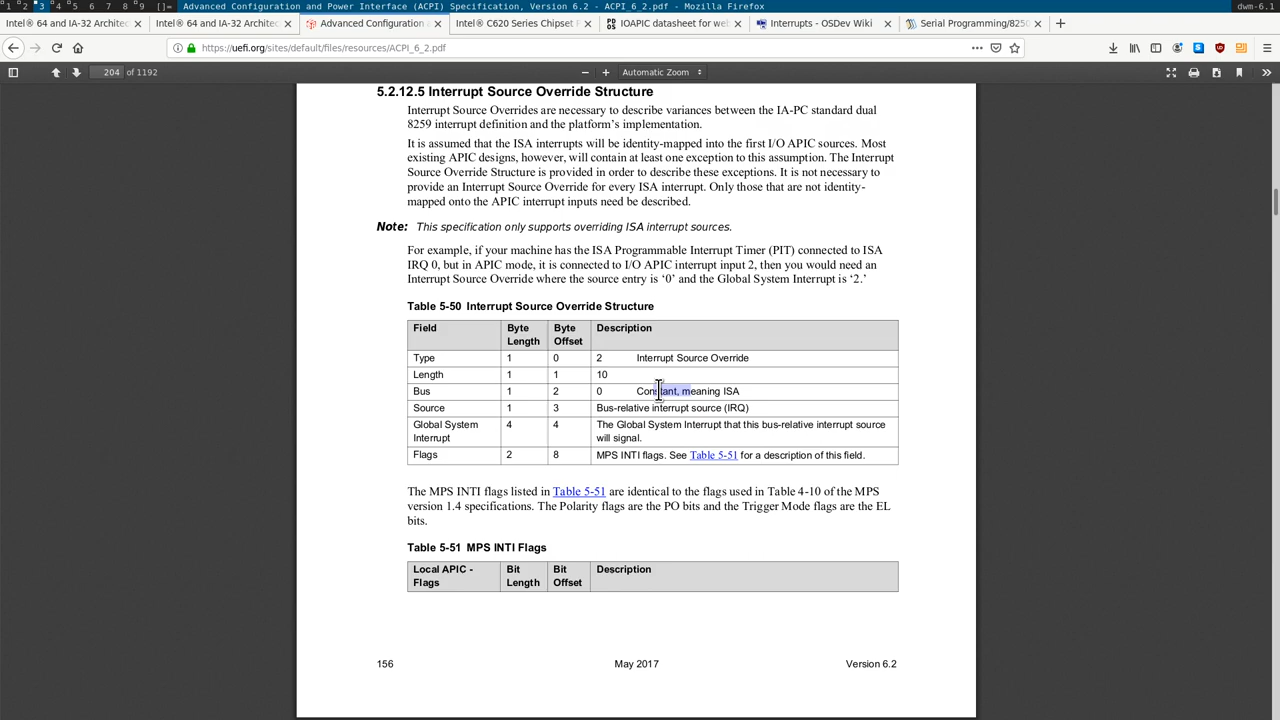 1 2 3 4 5 6 7 8 9 []= Advanced Configuration and Power Interface (ACPI) Specification, Version 6.2 - ACPI_6_2.pdf - Mozilla Firefox dwm-6.1
Intel® 64 and IA-32 Architec Intel® 64 and IA-32 Architec Advanced Configuration a Intel® C620 Series Chipset P IOAPIC datasheet for web Interrupts - OSDev Wiki Serial Programming/8250
https://uefi.org/sites/default/files/resources/ACPI_6_2.pdf
204 of 1192 Automatic Zoom
5.2.12.5 Interrupt Source Override Structure
Interrupt Source Overrides are necessary to describe variances between the IA-PC standard dual
8259 interrupt definition and the platform's implementation.
It is assumed that the ISA interrupts will be identity-mapped into the first I/O APIC sources. Most
existing APIC designs, however, will contain at least one exception to this assumption. The Interrupt
Source Override Structure is provided in order to describe these exceptions. It is not necessary to
provide an Interrupt Source Override for every ISA interrupt. Only those that are not identity-
mapped onto the APIC interrupt inputs need be described.
Note: This specification only supports overriding ISA interrupt sources.
For example, if your machine has the ISA Programmable Interrupt Timer (PIT) connected to ISA
IRQ 0, but in APIC mode, it is connected to I/O APIC interrupt input 2, then you would need an
Interrupt Source Override where the source entry is ‘0’ and the Global System Interrupt is ‘2.’
Table 5-50 Interrupt Source Override Structure
Field Byte Length Byte Offset Description
Type 1 0 2 Interrupt Source Override
Length 1 1 10
Bus 1 2 0 Constant, meaning ISA
Source 1 3 Bus-relative interrupt source (IRQ)
Global System 4 4 The Global System Interrupt that this bus-relative interrupt source
Interrupt will signal.
Flags 2 8 MPS INTI flags. See Table 5-51 for a description of this field.
The MPS INTI flags listed in Table 5-51 are identical to the flags used in Table 4-10 of the MPS
version 1.4 specifications. The Polarity flags are the PO bits and the Trigger Mode flags are the EL
bits.
Table 5-51 MPS INTI Flags
Local APIC - Bit Bit Description
Flags Length Offset
156 May 2017 Version 6.2